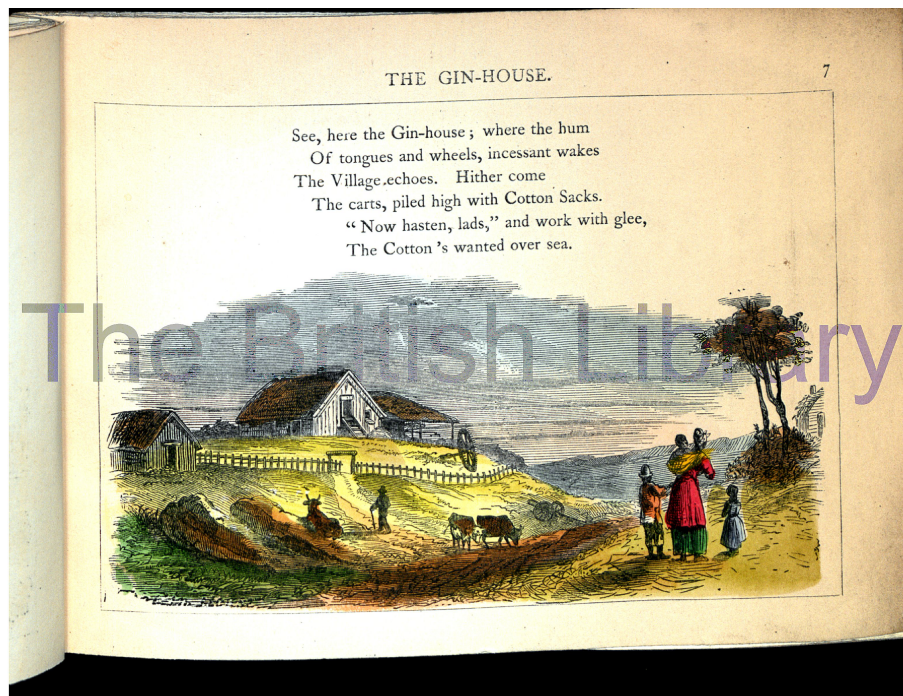 THE GIN-HOUSE.
7
See, here the Gin-house; where the hum
Of tongues and wheels, incessant wakes
The Village echoes. Hither come
The carts, piled high with Cotton Sacks.
“Now hasten, lads,” and work with glee,
The Cotton ’s wanted over sea.
The British Library